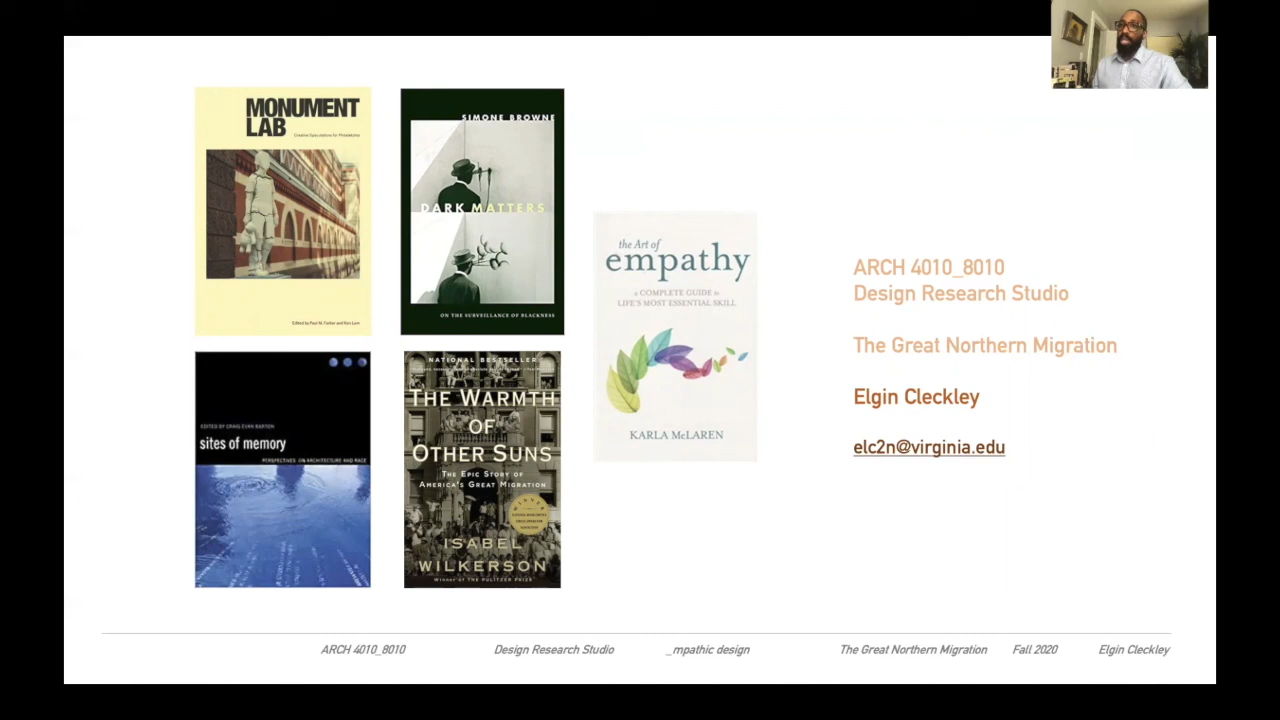 MONUMENT
LAB
Creative Speculations for Philadelphia
Edited by Paul M. Farber and Ken Lum
SIMONE BROWNE
DARK MATTERS
ON THE SURVEILLANCE OF BLACKNESS
EDITED BY CRAIG EVAN BARTON
sites of memory
PERSPECTIVES ON ARCHITECTURE AND RACE
NATIONAL BESTSELLER
THE WARMTH
OF
OTHER SUNS
THE EPIC STORY OF
AMERICA'S GREAT MIGRATION
WINNER
ISABEL
WILKERSON
WINNER OF THE PULITZER PRIZE
the Art of
empathy
a COMPLETE GUIDE to
LIFE'S MOST ESSENTIAL SKILL
KARLA McLAREN
ARCH 4010_8010
Design Research Studio
The Great Northern Migration
Elgin Cleckley
elc2n@virginia.edu
ARCH 4010_8010 Design Research Studio _mpathic design The Great Northern Migration Fall 2020 Elgin Cleckley